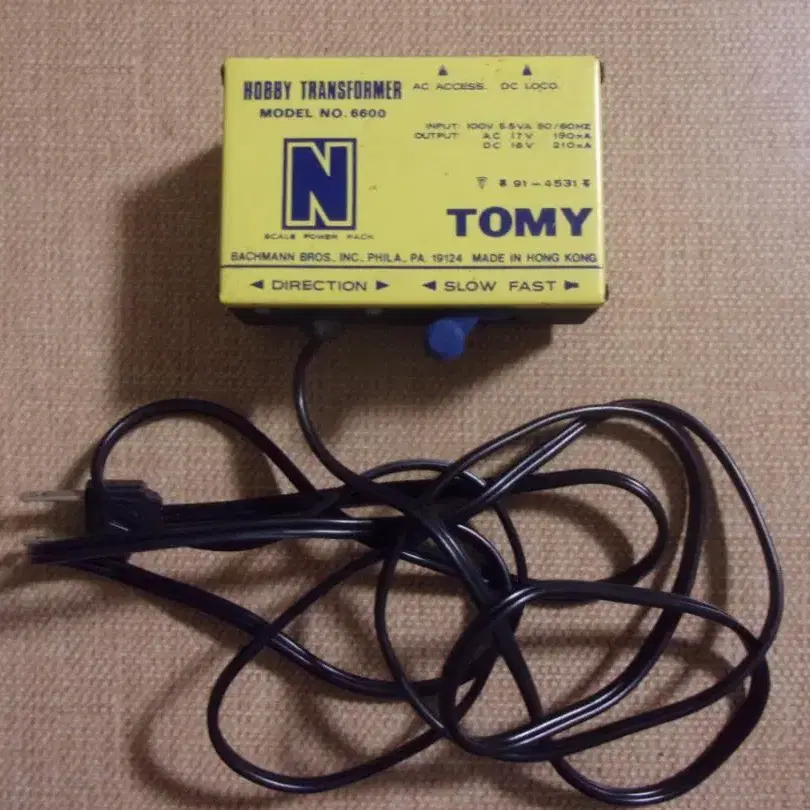 HOBBY TRANSFORMER
MODEL NO. 6600
AC ACCESS. DC LOCO.
INPUT: 100V 5.5VA 50/60HZ
OUTPUT: AC 17V 190mA
DC 16V 210mA
N
SCALE POWER PACK
91-4531
TOMY
BACHMANN BROS., INC., PHILA., PA. 19124 MADE IN HONG KONG
◄ DIRECTION ► ◄ SLOW FAST ►